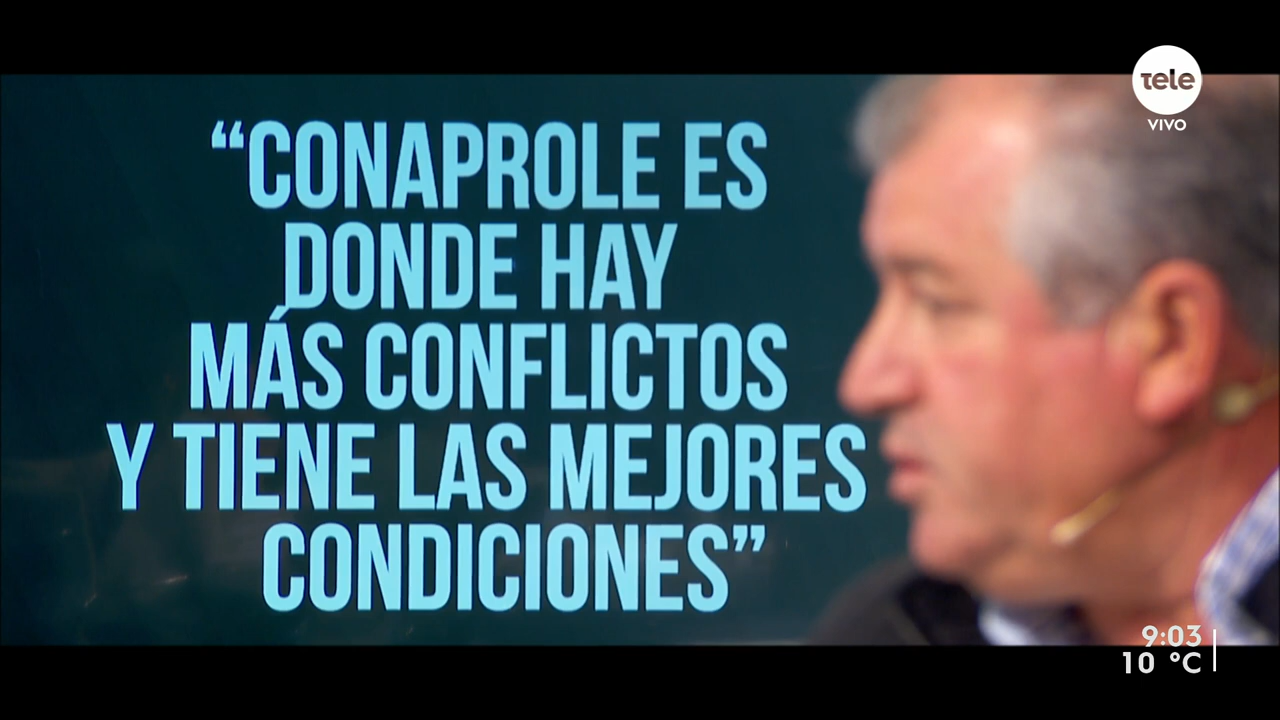 tele
VIVO
“CONAPROLE ES
DONDE HAY
MÁS CONFLICTOS
Y TIENE LAS MEJORES
CONDICIONES”
9:03
10 °C